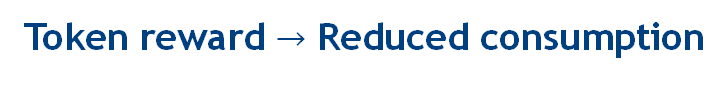 Token reward → Reduced consumption